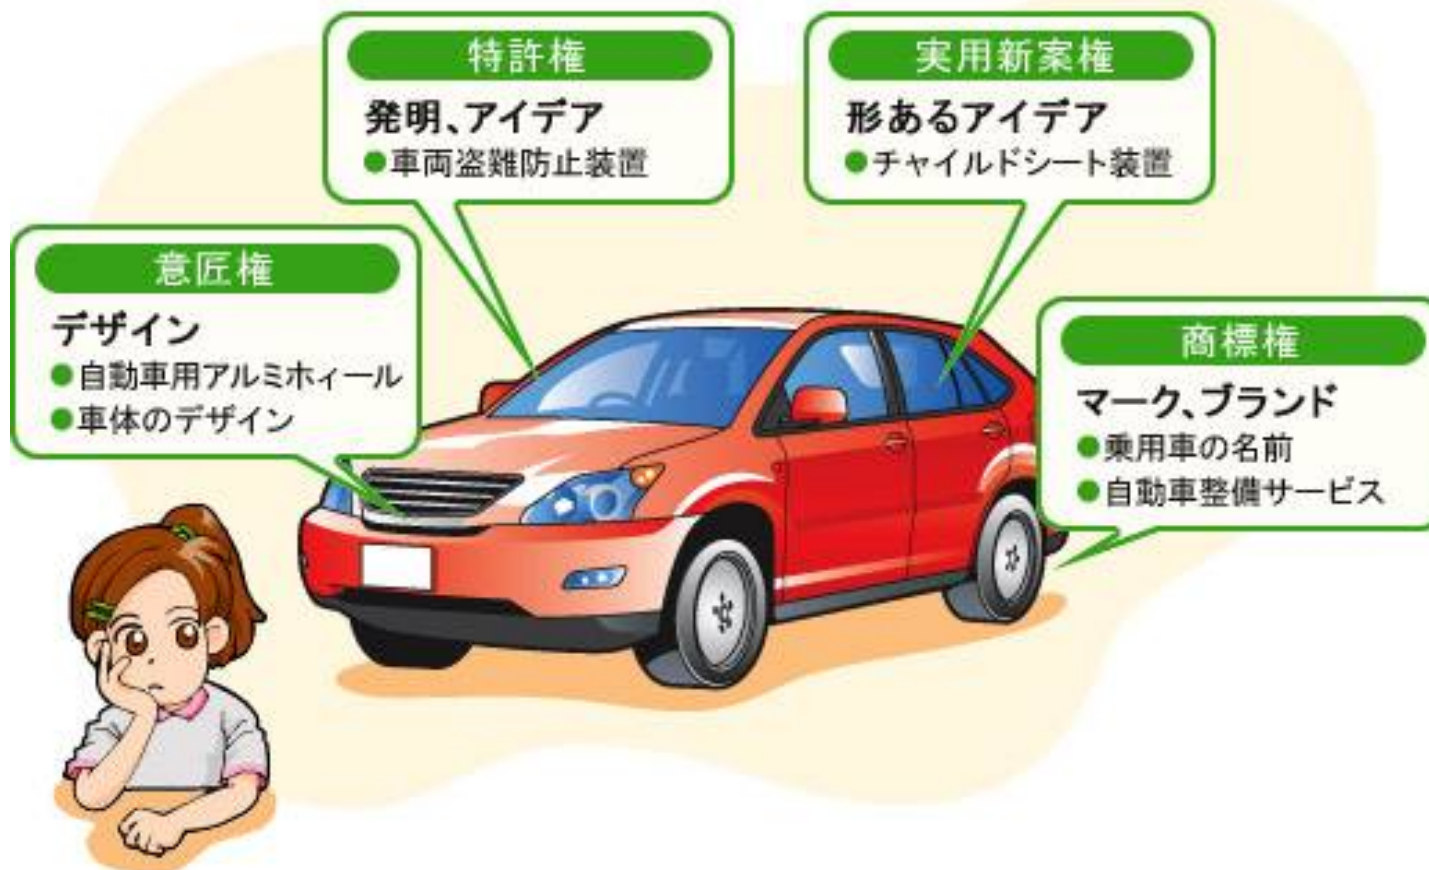 特許権
発明、アイデア
●車両盗難防止装置
実用新案権
形あるアイデア
●チャイルドシート装置
意匠権
デザイン
●自動車用アルミホィール
●車体のデザイン
商標権
マーク、ブランド
●乗用車の名前
●自動車整備サービス